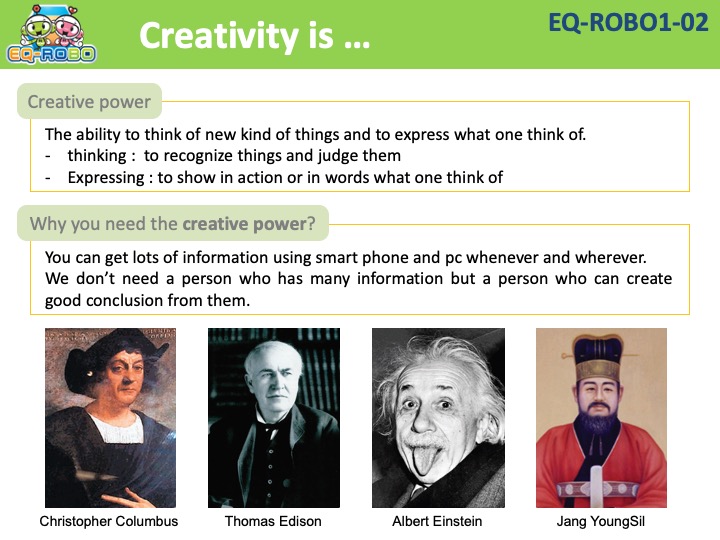 EQ-ROBO
Creativity is ...
EQ-ROBO1-02
Creative power
The ability to think of new kind of things and to express what one think of.
- thinking : to recognize things and judge them
- Expressing : to show in action or in words what one think of
Why you need the creative power?
You can get lots of information using smart phone and pc whenever and wherever.
We don’t need a person who has many information but a person who can create
good conclusion from them.
Christopher Columbus
Thomas Edison
Albert Einstein
Jang YoungSil